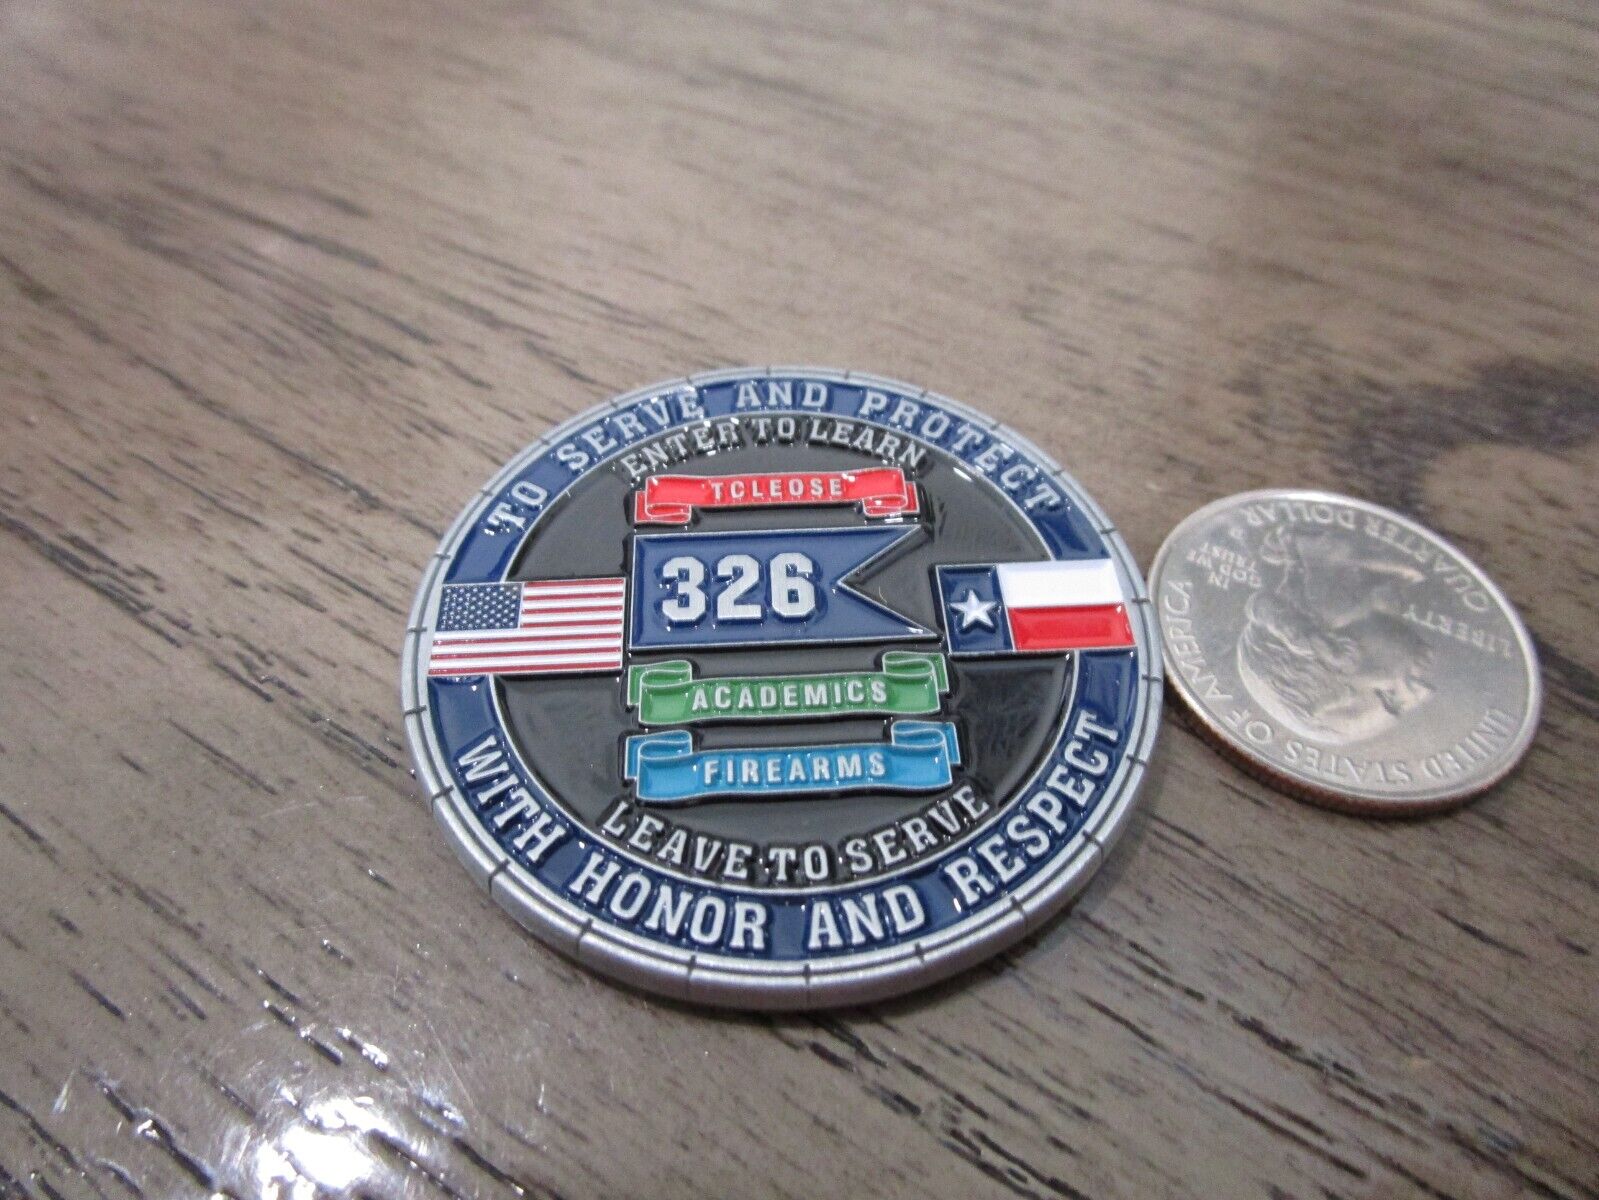 TO SERVE AND PROTECT
ENTER TO LEARN
TCLEOSE
326
ACADEMICS
FIREARMS
LEAVE TO SERVE
WITH HONOR AND RESPECT
UNITED STATES OF AMERICA
LIBERTY
IN
GOD WE
TRUST
P
QUARTER DOLLAR